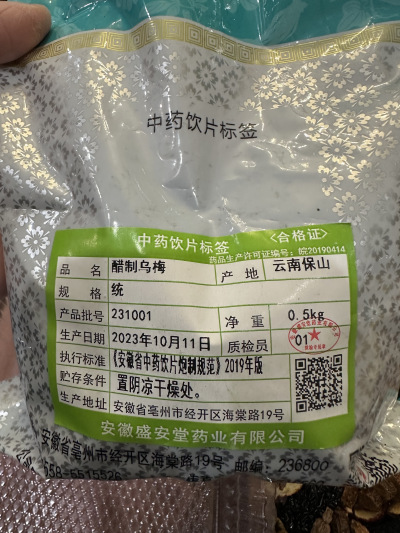 中药饮片标签
中药饮片标签 <合格证>
药品生产许可证编号：皖20190414
品 名 醋制乌梅 产 地 云南保山
规 格 统
产品批号 231001 净 重 0.5kg
生产日期 2023年10月11日 质检员 01
执行标准 《安徽省中药饮片炮制规范》2019年版
贮存条件 置阴凉干燥处。
生产地址 安徽省亳州市经开区海棠路19号
安徽盛安堂药业有限公司
安徽省亳州市经开区海棠路19号 邮编：236800